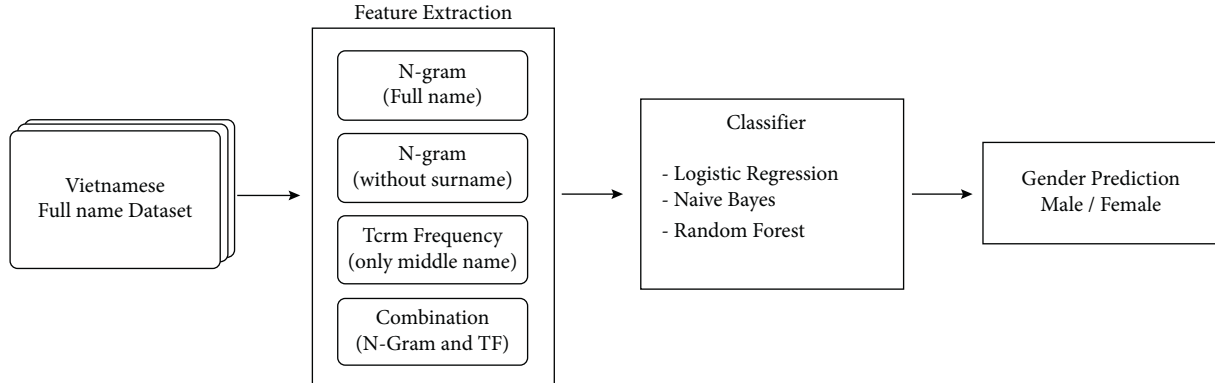 Feature Extraction
Vietnamese
Full name Dataset
N-gram
(Full name)
N-gram
(without surname)
Tcrm Frequency
(only middle name)
Combination
(N-Gram and TF)
Classifier
- Logistic Regression
- Naive Bayes
- Random Forest
Gender Prediction
Male / Female